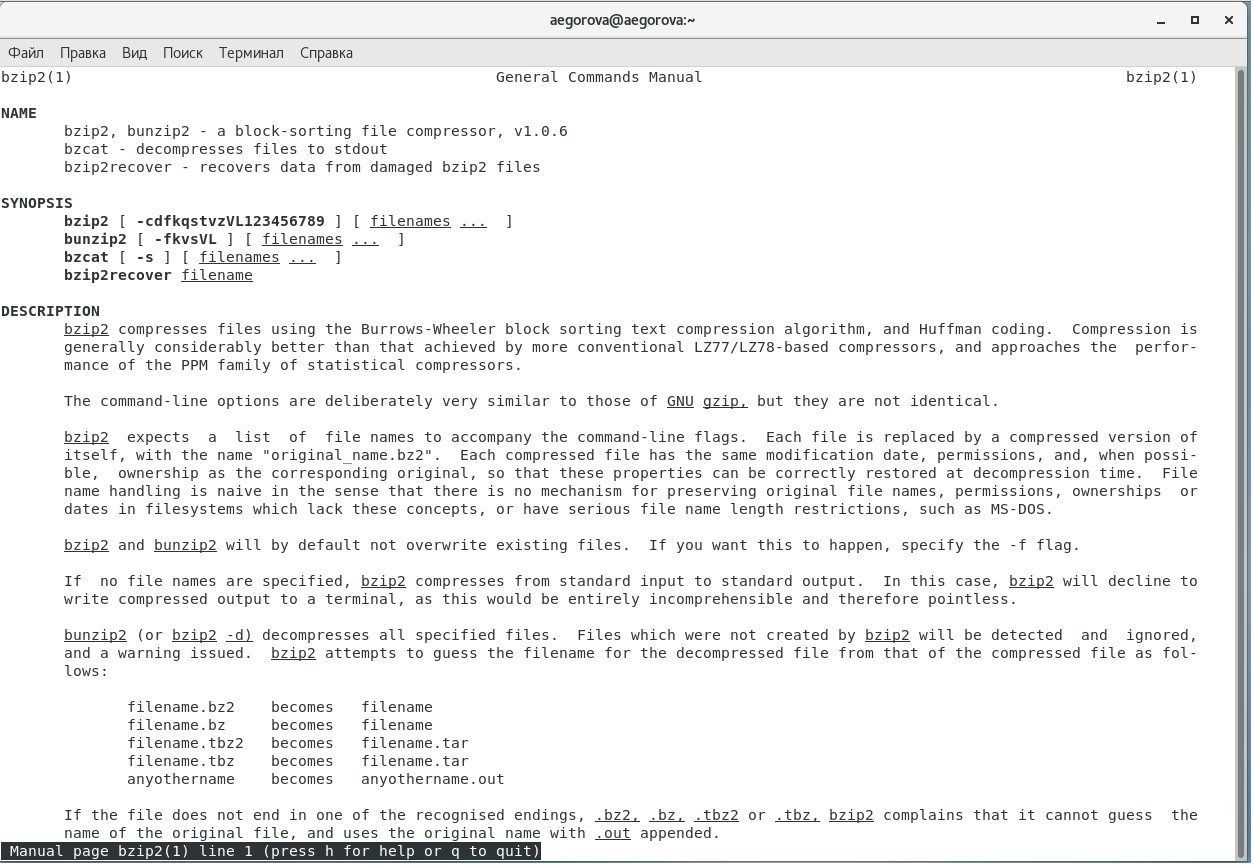 aegorova@aegorova:~
Файл Правка Вид Поиск Терминал Справка
bzip2(1) General Commands Manual bzip2(1)
NAME
bzip2, bunzip2 - a block-sorting file compressor, v1.0.6
bzcat - decompresses files to stdout
bzip2recover - recovers data from damaged bzip2 files
SYNOPSIS
bzip2 [ -cdfkqstvzVL123456789 ] [ filenames ... ]
bunzip2 [ -fkvsVL ] [ filenames ... ]
bzcat [ -s ] [ filenames ... ]
bzip2recover filename
DESCRIPTION
bzip2 compresses files using the Burrows-Wheeler block sorting text compression algorithm, and Huffman coding. Compression is
generally considerably better than that achieved by more conventional LZ77/LZ78-based compressors, and approaches the perfor-
mance of the PPM family of statistical compressors.
The command-line options are deliberately very similar to those of GNU gzip, but they are not identical.
bzip2 expects a list of file names to accompany the command-line flags. Each file is replaced by a compressed version of
itself, with the name "original_name.bz2". Each compressed file has the same modification date, permissions, and, when possi-
ble, ownership as the corresponding original, so that these properties can be correctly restored at decompression time. File
name handling is naive in the sense that there is no mechanism for preserving original file names, permissions, ownerships or
dates in filesystems which lack these concepts, or have serious file name length restrictions, such as MS-DOS.
bzip2 and bunzip2 will by default not overwrite existing files. If you want this to happen, specify the -f flag.
If no file names are specified, bzip2 compresses from standard input to standard output. In this case, bzip2 will decline to
write compressed output to a terminal, as this would be entirely incomprehensible and therefore pointless.
bunzip2 (or bzip2 -d) decompresses all specified files. Files which were not created by bzip2 will be detected and ignored,
and a warning issued. bzip2 attempts to guess the filename for the decompressed file from that of the compressed file as fol-
lows:
filename.bz2 becomes filename
filename.bz becomes filename
filename.tbz2 becomes filename.tar
filename.tbz becomes filename.tar
anyothername becomes anyothername.out
If the file does not end in one of the recognised endings, .bz2, .bz, .tbz2 or .tbz, bzip2 complains that it cannot guess the
name of the original file, and uses the original name with .out appended.
Manual page bzip2(1) line 1 (press h for help or q to quit)